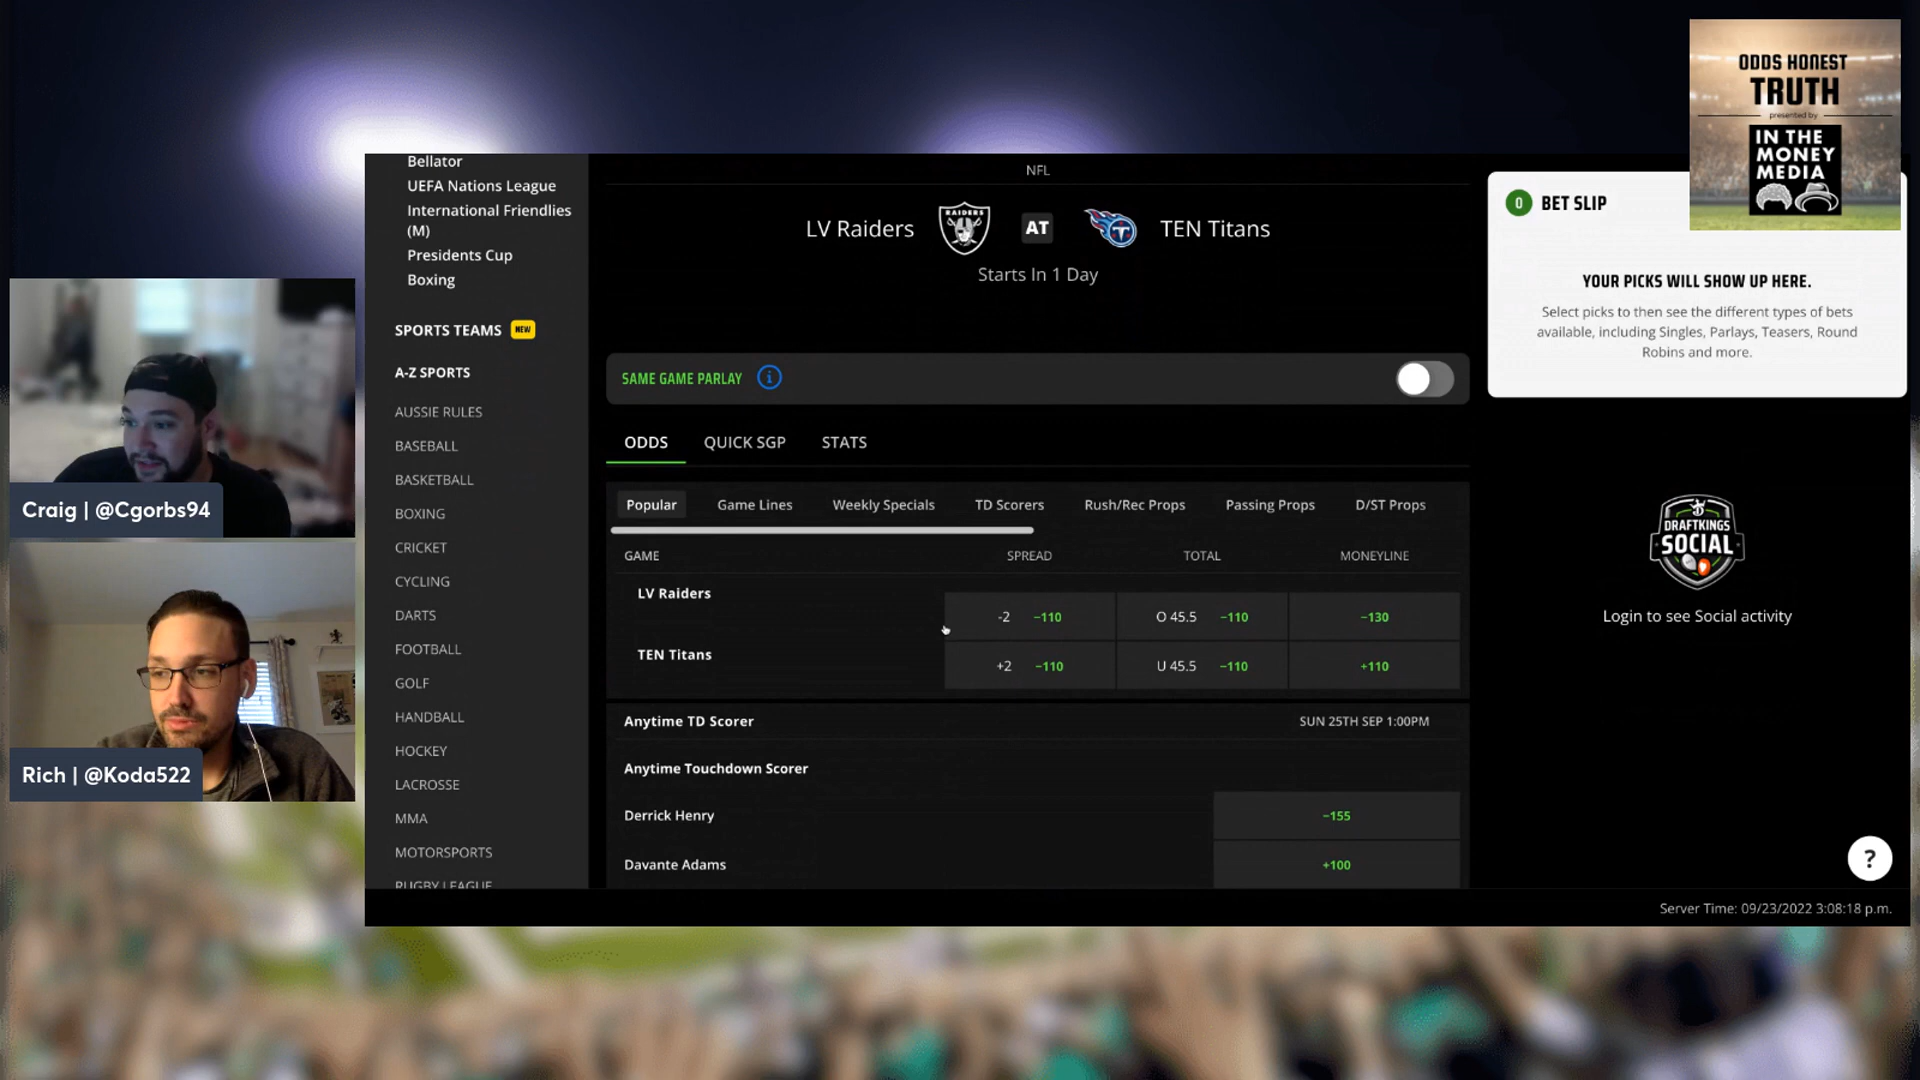 ODDS HONEST
TRUTH
presented by
IN THE
MONEY
MEDIA
Craig | @Cgorbs94
Rich | @Koda522
Bellator
UEFA Nations League
International Friendlies
(M)
Presidents Cup
Boxing
SPORTS TEAMS NEW
A-Z SPORTS
AUSSIE RULES
BASEBALL
BASKETBALL
BOXING
CRICKET
CYCLING
DARTS
FOOTBALL
GOLF
HANDBALL
HOCKEY
LACROSSE
MMA
MOTORSPORTS
RUGBY LEAGUE
NFL
LV Raiders RAIDERS AT T TEN Titans
Starts In 1 Day
SAME GAME PARLAY i
ODDS QUICK SGP STATS
Popular Game Lines Weekly Specials TD Scorers Rush/Rec Props Passing Props D/ST Props
GAME SPREAD TOTAL MONEYLINE
LV Raiders
-2 −110 O 45.5 −110 −130
TEN Titans
+2 −110 U 45.5 −110 +110
Anytime TD Scorer SUN 25TH SEP 1:00PM
Anytime Touchdown Scorer
Derrick Henry −155
Davante Adams +100
0 BET SLIP
YOUR PICKS WILL SHOW UP HERE.
Select picks to then see the different types of bets
available, including Singles, Parlays, Teasers, Round
Robins and more.
DRAFTKINGS
SOCIAL
Login to see Social activity
?
Server Time: 09/23/2022 3:08:18 p.m.